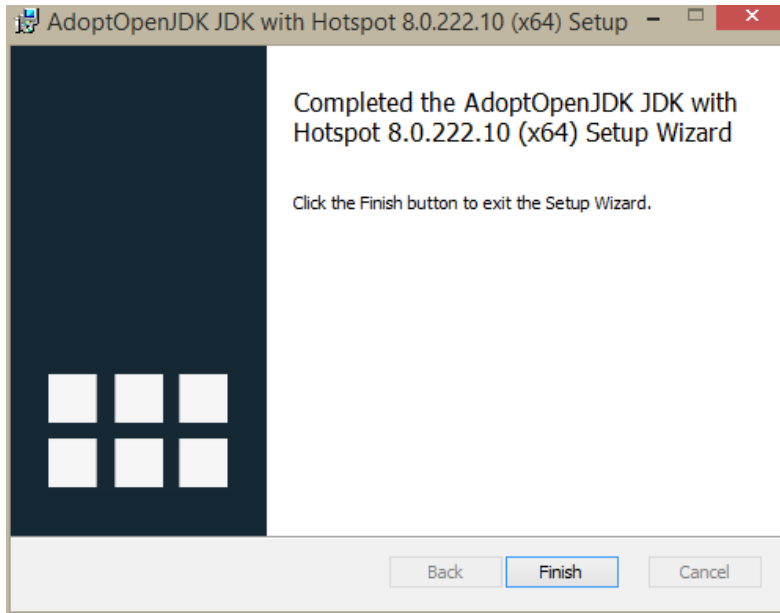 AdoptOpenJDK JDK with Hotspot 8.0.222.10 (x64) Setup
Completed the AdoptOpenJDK JDK with
Hotspot 8.0.222.10 (x64) Setup Wizard
Click the Finish button to exit the Setup Wizard.
Back Finish Cancel